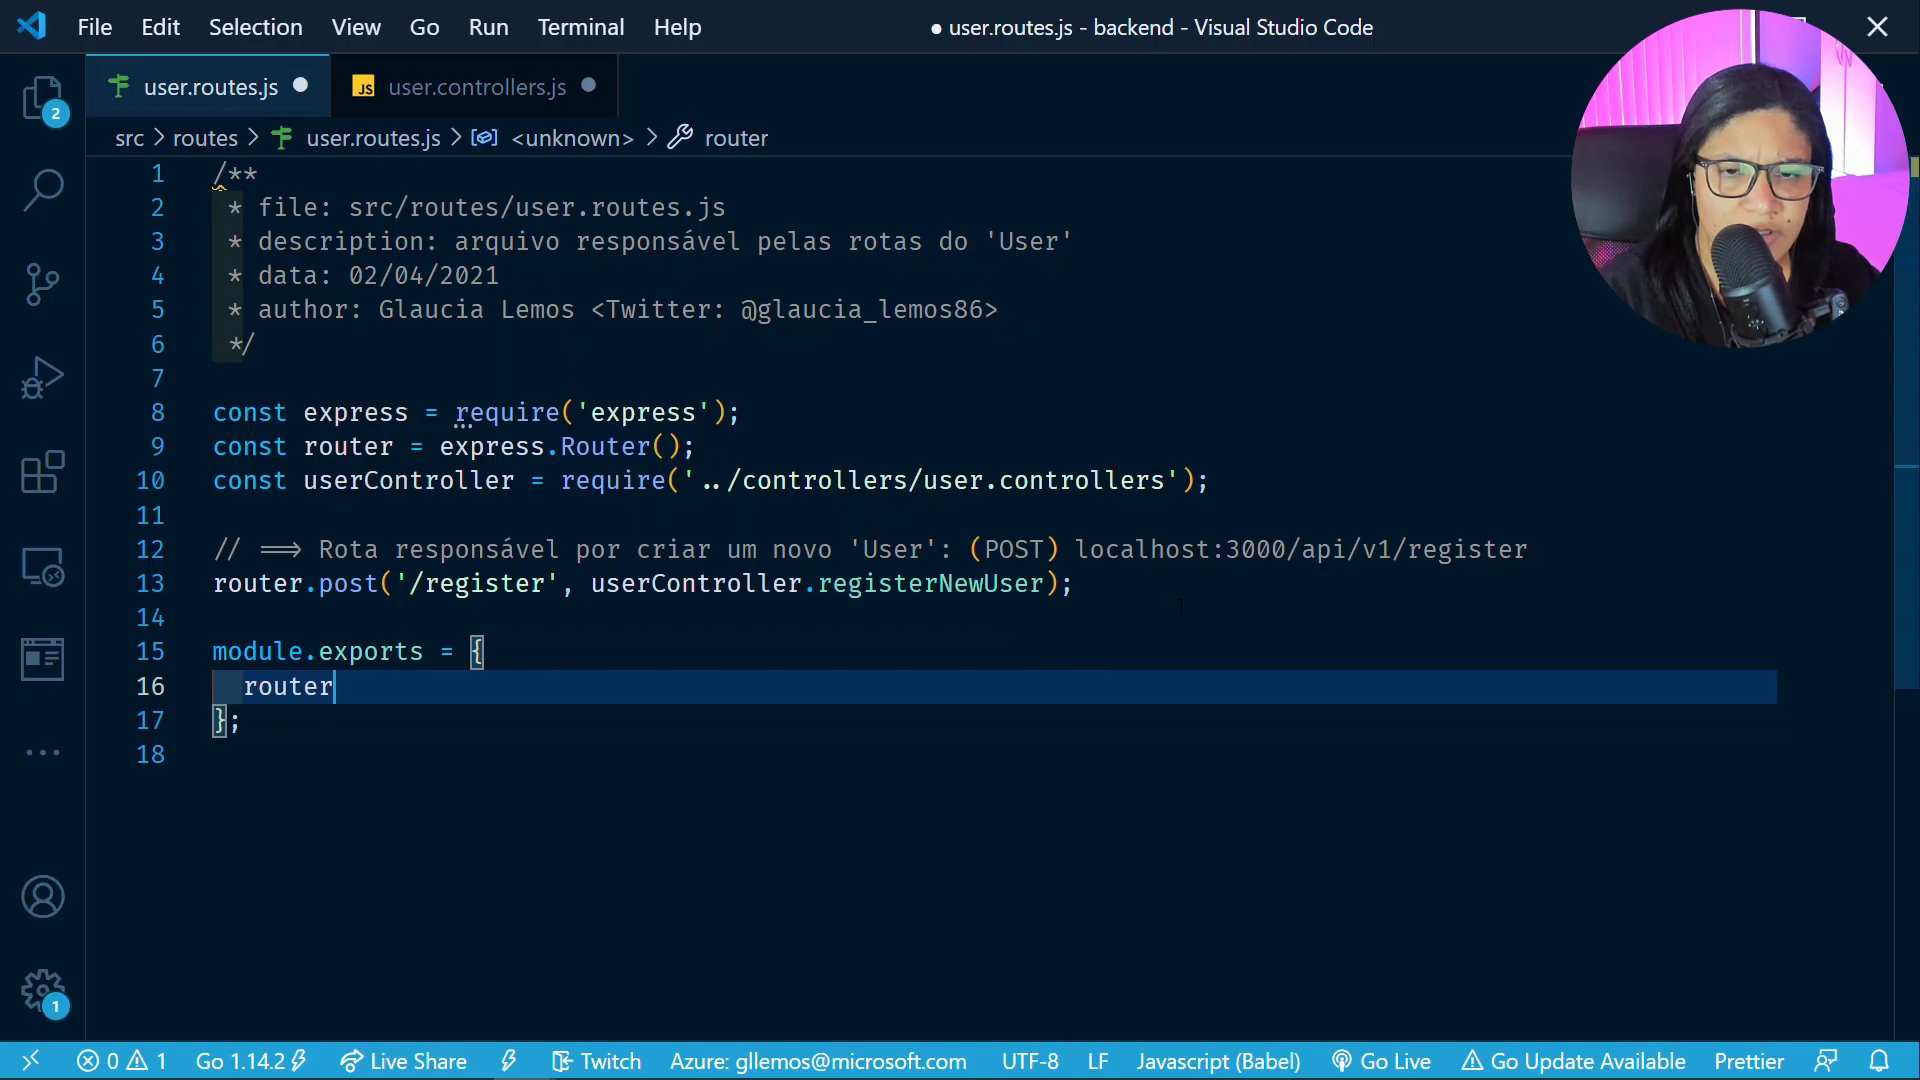 File Edit Selection View Go Run Terminal Help
● user.routes.js - backend - Visual Studio Code
user.routes.js
JS user.controllers.js
2
src > routes > user.routes.js > <unknown> > router
1 /**
2 * file: src/routes/user.routes.js
3 * description: arquivo responsável pelas rotas do 'User'
4 * data: 02/04/2021
5 * author: Glaucia Lemos <Twitter: @glaucia_lemos86>
6 */
7
8 const express = require('express');
9 const router = express.Router();
10 const userController = require('../controllers/user.controllers');
11
12 // ==> Rota responsável por criar um novo 'User': (POST) localhost:3000/api/v1/register
13 router.post('/register', userController.registerNewUser);
14
15 module.exports = {
16 router
17 };
18
1
0 1 Go 1.14.2 Live Share Twitch Azure: gllemos@microsoft.com UTF-8 LF Javascript (Babel) Go Live Go Update Available Prettier